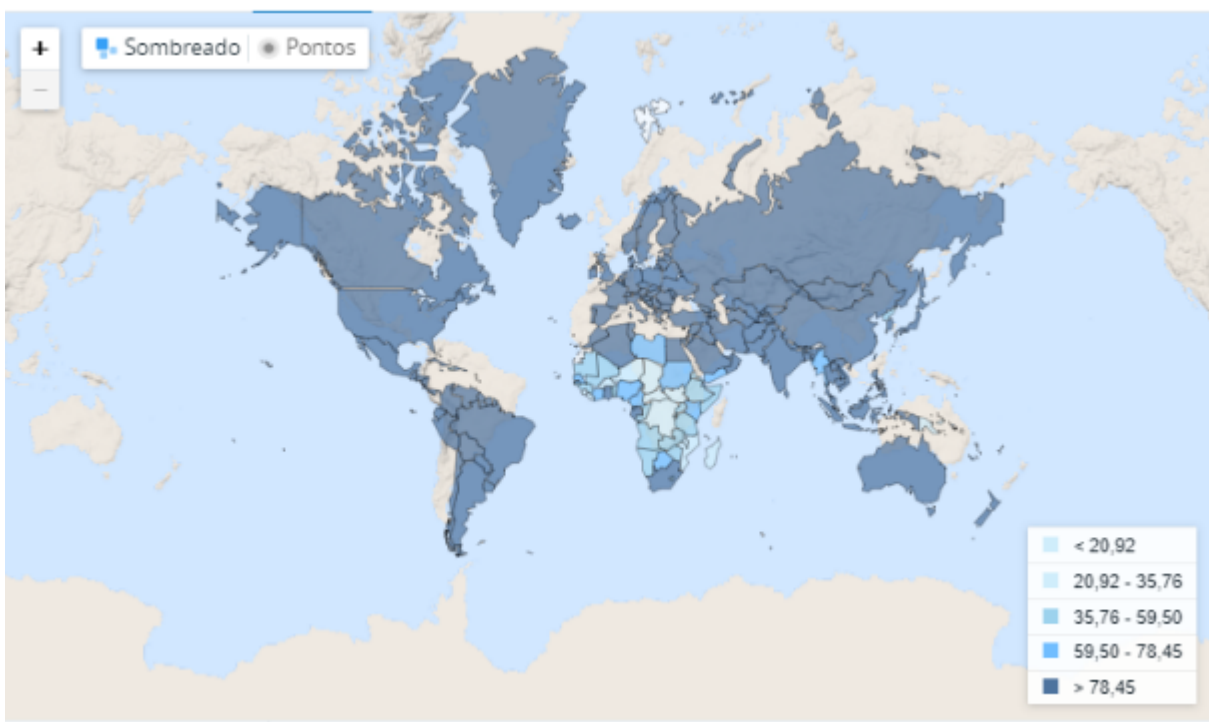 +
Sombreado Pontos
−
< 20,92
20,92 - 35,76
35,76 - 59,50
59,50 - 78,45
> 78,45